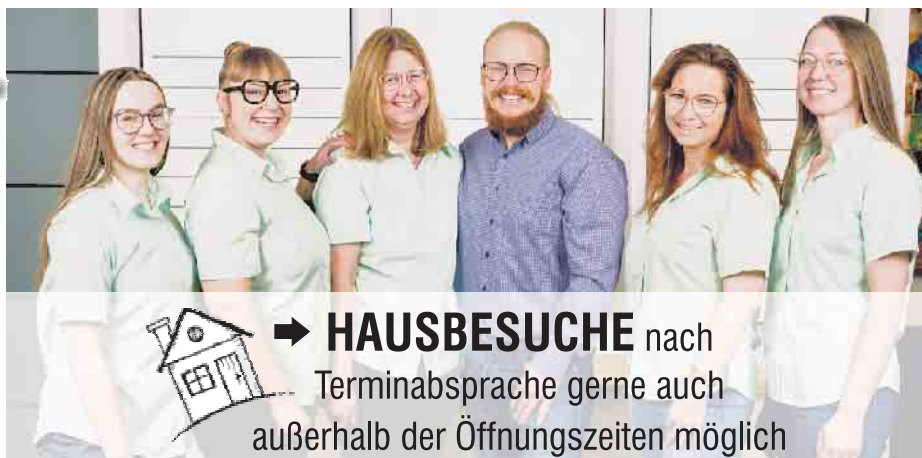 ➡ HAUSBESUCHE nach
Terminabsprache gerne auch
außerhalb der Öffnungszeiten möglich